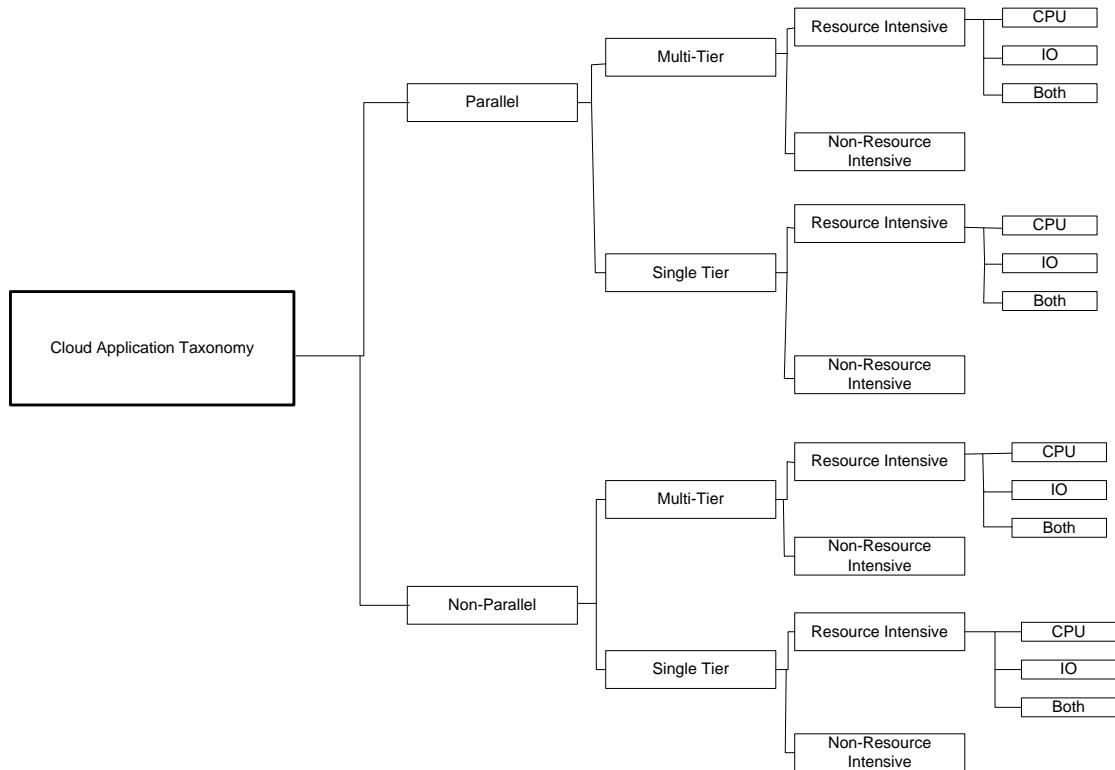 Cloud Application Taxonomy
Parallel
Multi-Tier
Resource Intensive
CPU
IO
Both
Non-Resource
Intensive
Single Tier
Resource Intensive
CPU
IO
Both
Non-Resource
Intensive
Non-Parallel
Multi-Tier
Resource Intensive
CPU
IO
Both
Non-Resource
Intensive
Single Tier
Resource Intensive
CPU
IO
Both
Non-Resource
Intensive